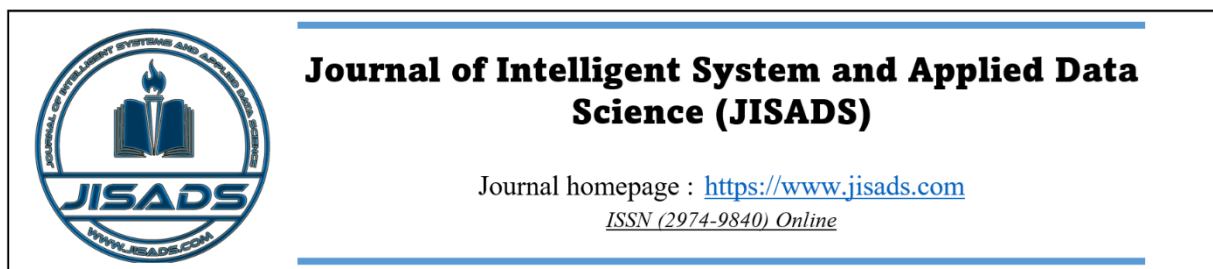 JOURNAL OF INTELLIGENT SYSTEMS AND APPLIED DATA SCIENCE
JISADS
WWW.JISADS.COM
Journal of Intelligent System and Applied Data
Science (JISADS)
Journal homepage : https://www.jisads.com
ISSN (2974-9840) Online